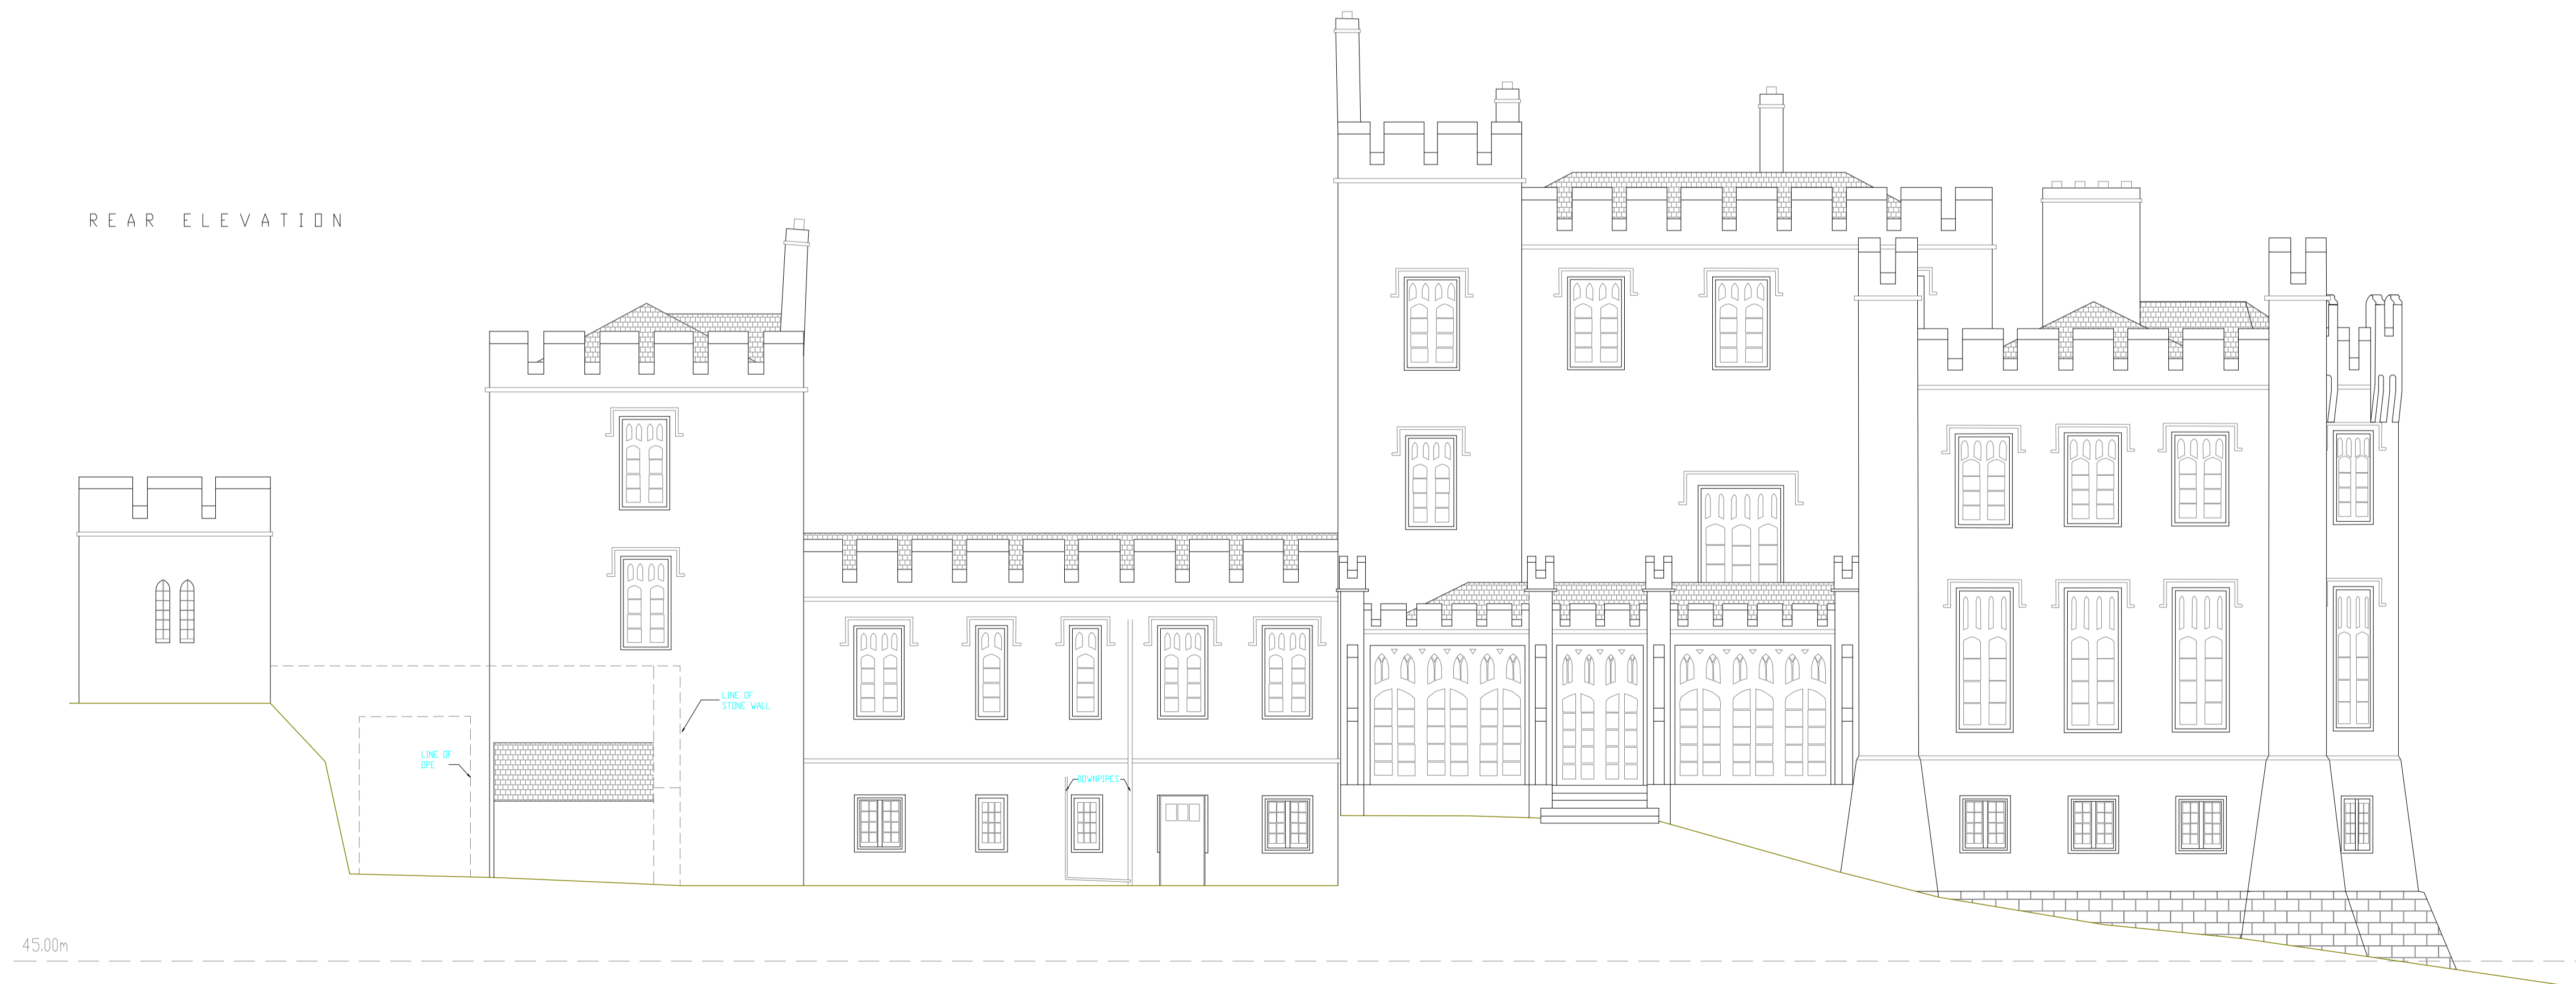 REAR ELEVATION
LINE OF
STONE WALL
LINE OF
OPE
DOWNPIPES
45.00m